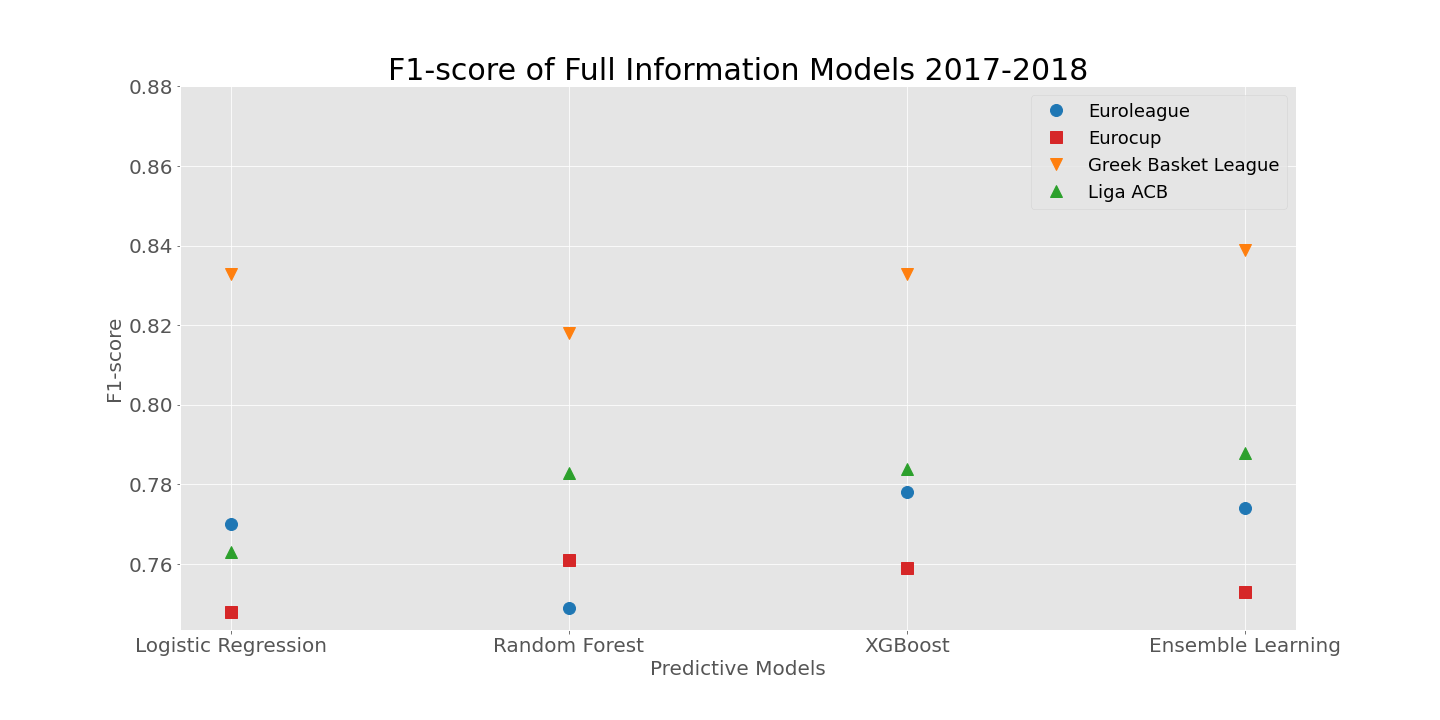 F1-score of Full Information Models 2017-2018
0.88
0.86
0.84
0.82
0.80
0.78
0.76
F1-score
Euroleague
Eurocup
Greek Basket League
Liga ACB
Logistic Regression
Random Forest
XGBoost
Ensemble Learning
Predictive Models